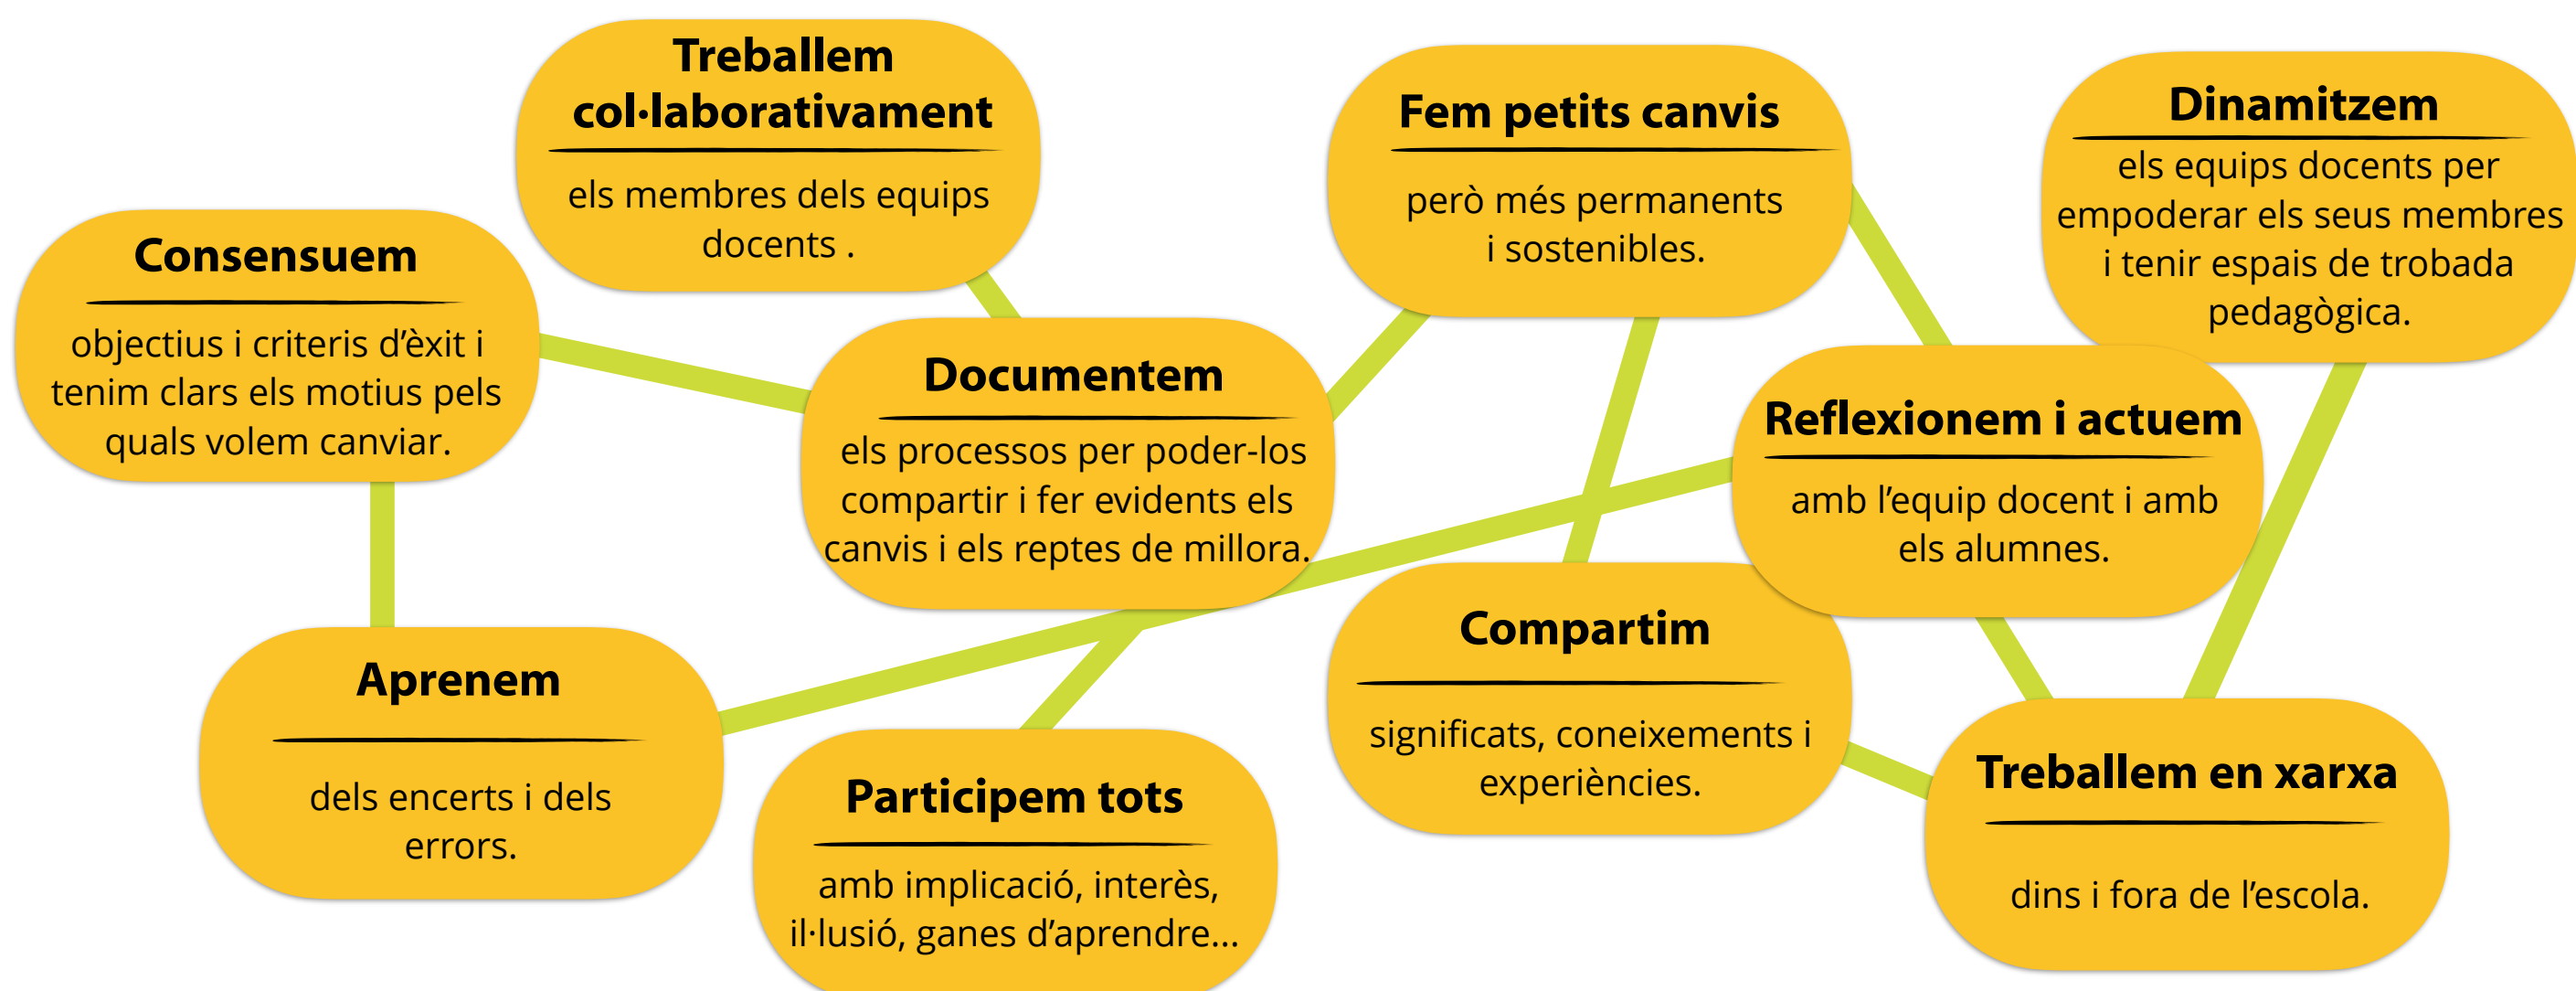 Treballem
col·laborativament
els membres dels equips
docents .
Fem petits canvis
però més permanents
i sostenibles.
Dinamitzem
els equips docents per
empoderar els seus membres
i tenir espais de trobada
pedagògica.
Consensuem
objectius i criteris d’èxit i
tenim clars els motius pels
quals volem canviar.
Documentem
els processos per poder-los
compartir i fer evidents els
canvis i els reptes de millora.
Reflexionem i actuem
amb l’equip docent i amb
els alumnes.
Aprenem
dels encerts i dels
errors.
Participem tots
amb implicació, interès,
il·lusió, ganes d’aprendre...
Compartim
significats, coneixements i
experiències.
Treballem en xarxa
dins i fora de l’escola.